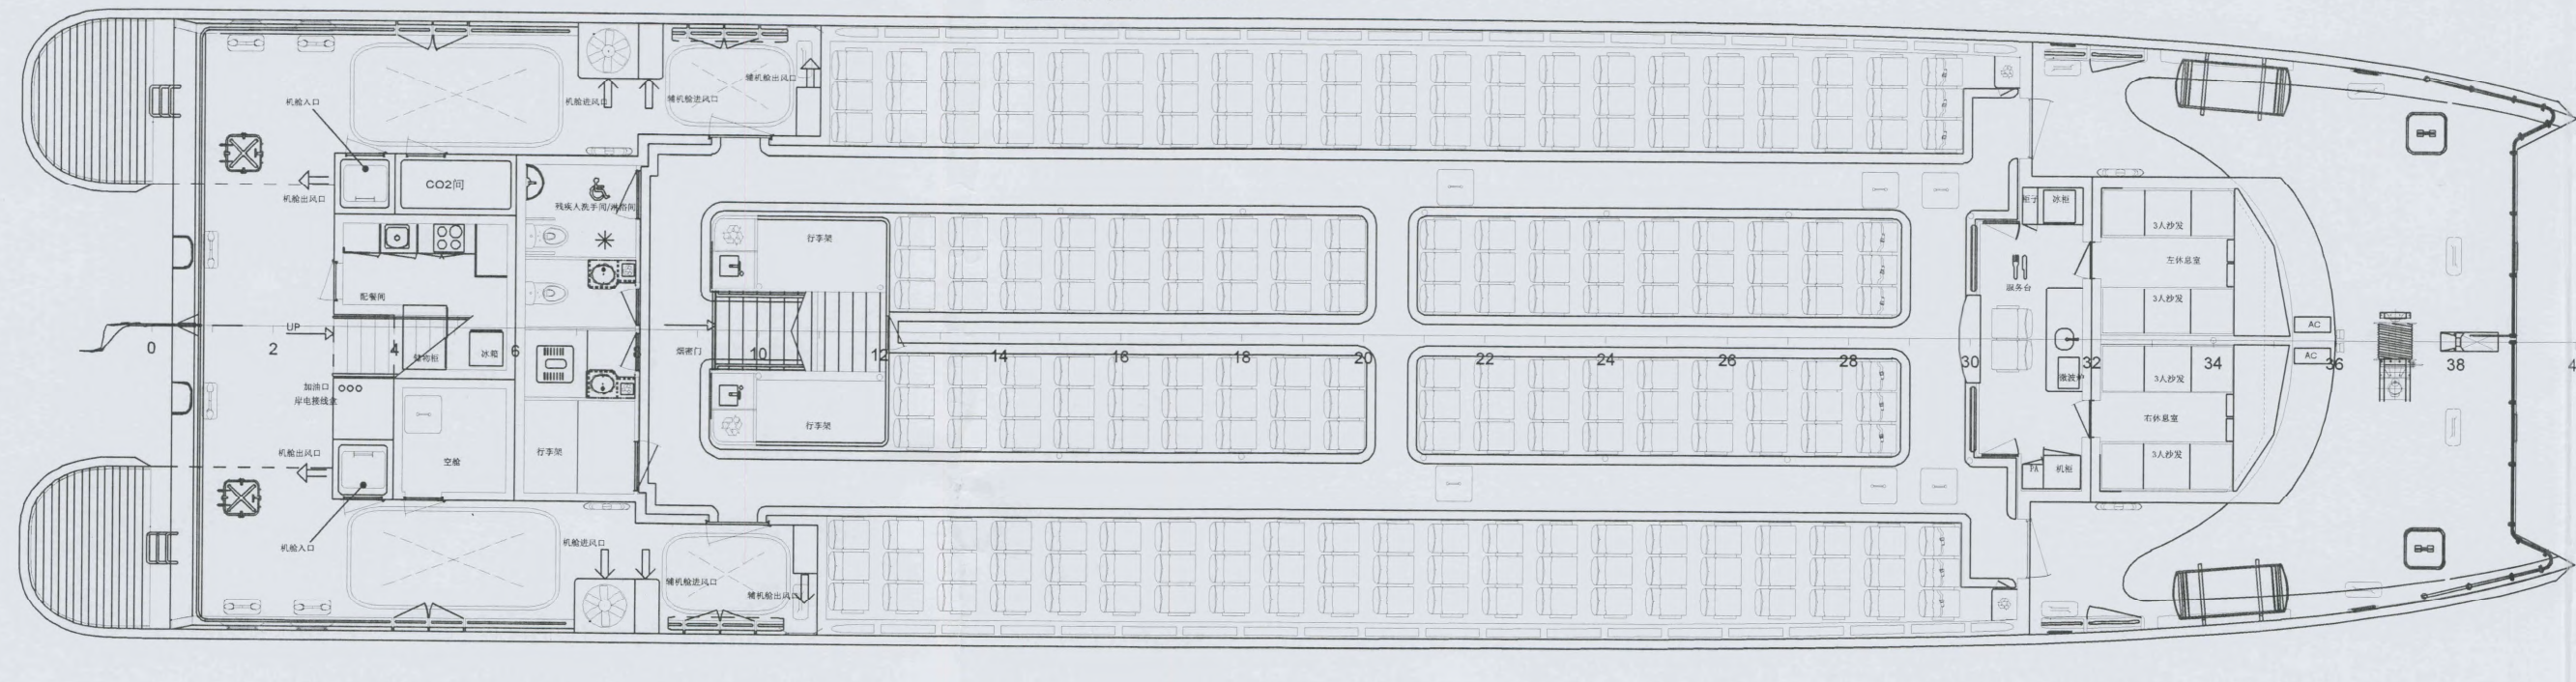 辅机舱出风口
机舱入口
机舱进风口
辅机舱进风口
CO2间
机舱出风口
残疾人洗手间/淋浴间
柜子
冰柜
3人沙发
行李架
左休息室
服务台
配餐间
3人沙发
UP
AC
0
2
4
6
8
10
12
14
16
18
20
22
24
26
28
30
32
34
36
38
4
储物柜
冰箱
烟密门
AC
微波炉
3人沙发
加油口
岸电接线盒
右休息室
行李架
机舱出风口
空舱
行李架
3人沙发
PA
机柜
机舱入口
机舱进风口
辅机舱进风口
辅机舱出风口